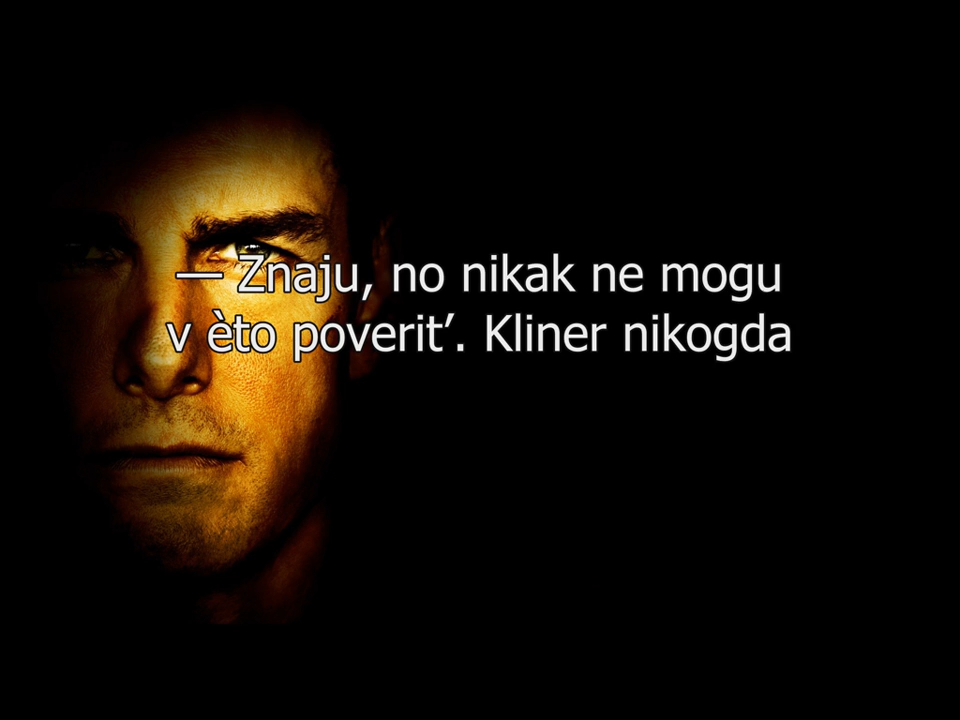 — Znaju, no nikak ne mogu
v èto poverit’. Kliner nikogda